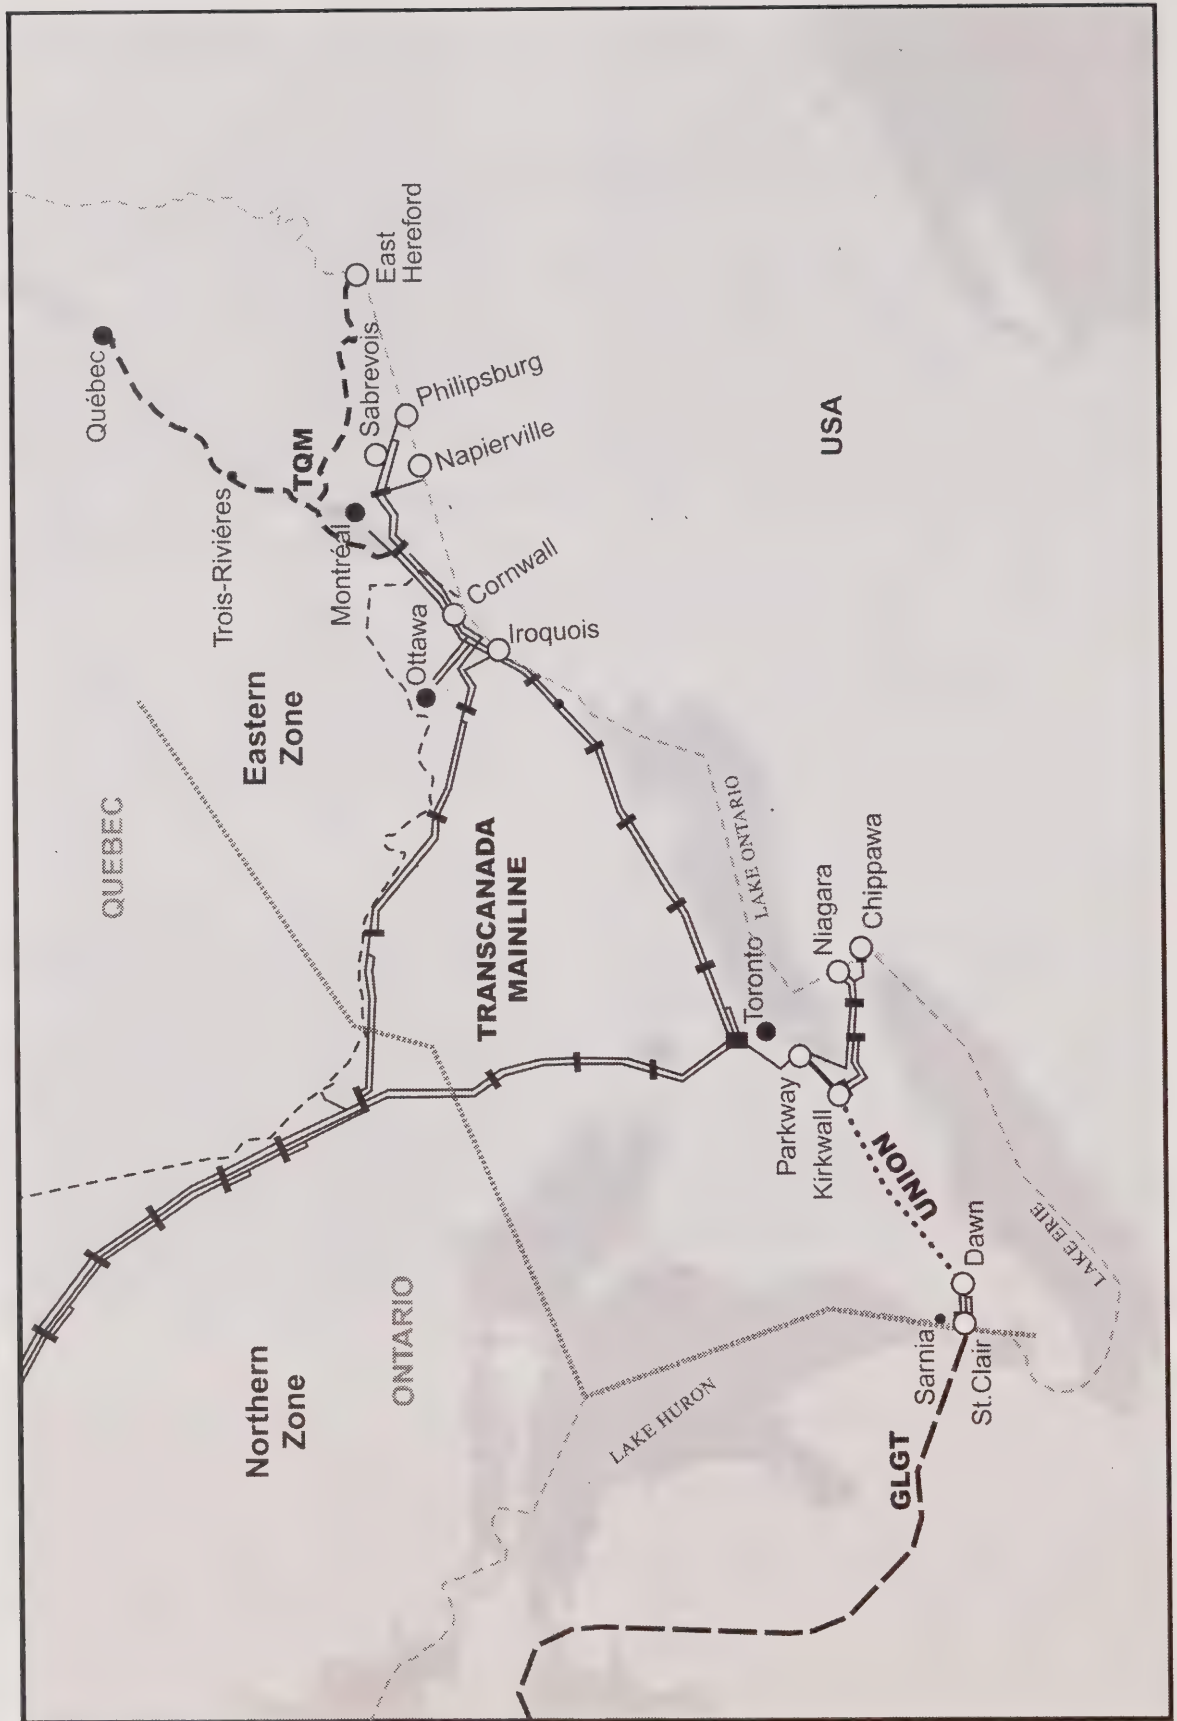 Québec
Trois-Riviéres
TQM
Montréal
East
Hereford
Sabrevois
Philipsburg
Napierville
Cornwall
Iroquois
Ottawa
QUEBEC
Eastern
Zone
USA
TRANSCANADA
MAINLINE
LAKE ONTARIO
Toronto
Niagara
Chippawa
Parkway
Kirkwall
UNION
Northern
Zone
ONTARIO
LAKE HURON
LAKE ERIE
Dawn
Sarnia
St.Clair
GLGT